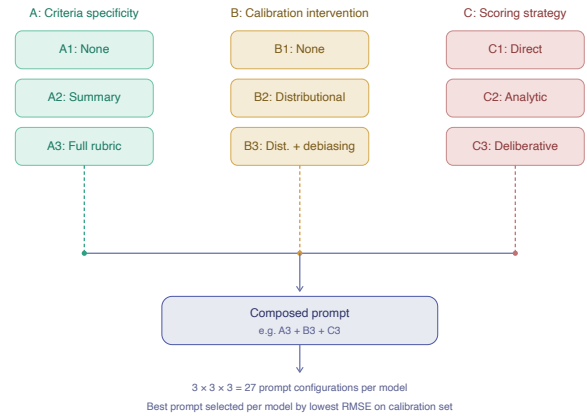 A: Criteria specificity
B: Calibration intervention
C: Scoring strategy
A1: None
B1: None
C1: Direct
A2: Summary
B2: Distributional
C2: Analytic
A3: Full rubric
B3: Dist. + debiasing
C3: Deliberative
Composed prompt
e.g. A3 + B3 + C3
3 × 3 × 3 = 27 prompt configurations per model
Best prompt selected per model by lowest RMSE on calibration set